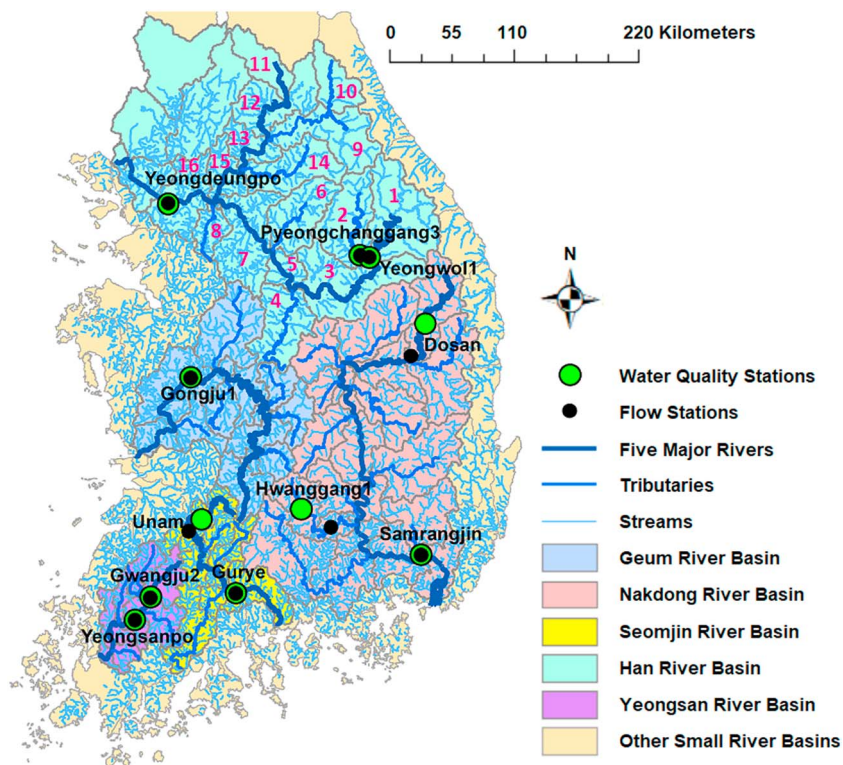 0 55 110 220 Kilometers
11
10
12
13
9
14
15
16
Yeongdeungpo
6
1
2
8
Pyeongchanggang3
7
5
3
Yeongwol1
4
N
Dosan
Gongju1
Water Quality Stations
Flow Stations
Five Major Rivers
Tributaries
Hwanggang1
Streams
Unam
Samrangjin
Geum River Basin
Gwangju2
Gurye
Nakdong River Basin
Yeongsanpo
Seomjin River Basin
Han River Basin
Yeongsan River Basin
Other Small River Basins